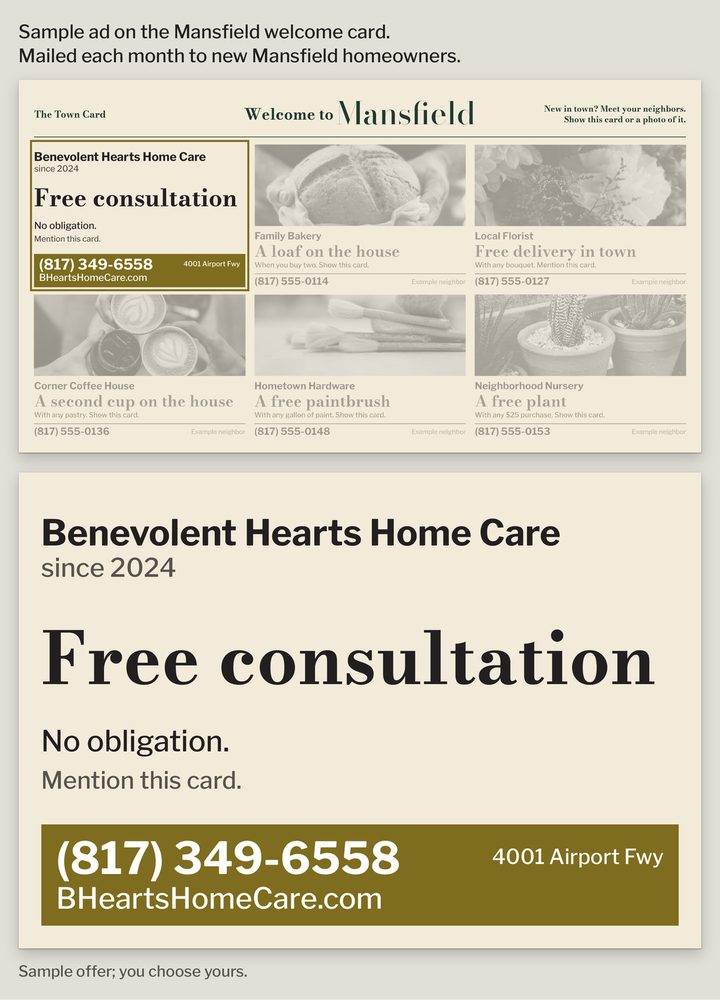 Sample ad on the Mansfield welcome card.
Mailed each month to new Mansfield homeowners.
The Town Card
Welcome to Mansfield
New in town? Meet your neighbors.
Show this card or a photo of it.
Benevolent Hearts Home Care
since 2024
Free consultation
No obligation.
Mention this card.
(817) 349-6558
4001 Airport Fwy
BHeartsHomeCare.com
Family Bakery
A loaf on the house
When you buy two. Show this card.
(817) 555-0114
Example neighbor
Local Florist
Free delivery in town
With any bouquet. Mention this card.
(817) 555-0127
Example neighbor
Corner Coffee House
A second cup on the house
With any pastry. Show this card.
(817) 555-0136
Example neighbor
Hometown Hardware
A free paintbrush
With any gallon of paint. Show this card.
(817) 555-0148
Example neighbor
Neighborhood Nursery
A free plant
With any $25 purchase. Show this card.
(817) 555-0153
Example neighbor
Benevolent Hearts Home Care
since 2024
Free consultation
No obligation.
Mention this card.
(817) 349-6558
4001 Airport Fwy
BHeartsHomeCare.com
Sample offer; you choose yours.